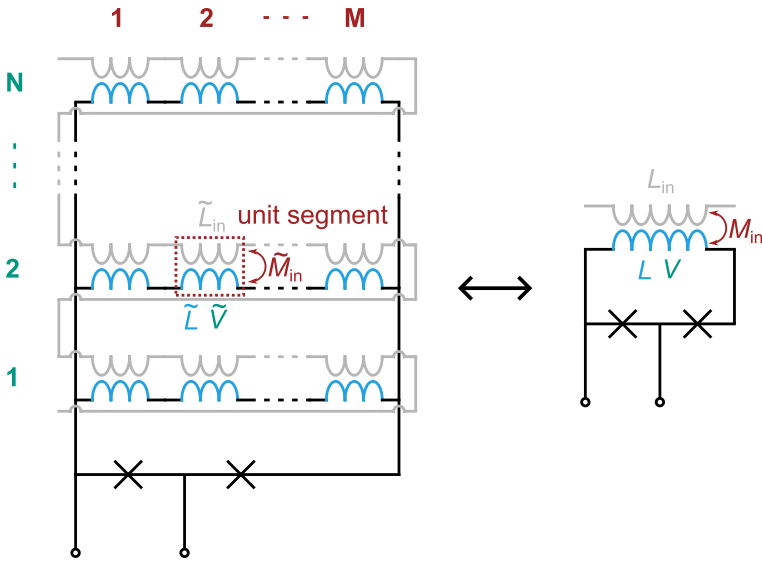 1 2 - - - M
N
L̃in unit segment
2
M̃in
L̃ Ṽ
1
Lin
Min
L V